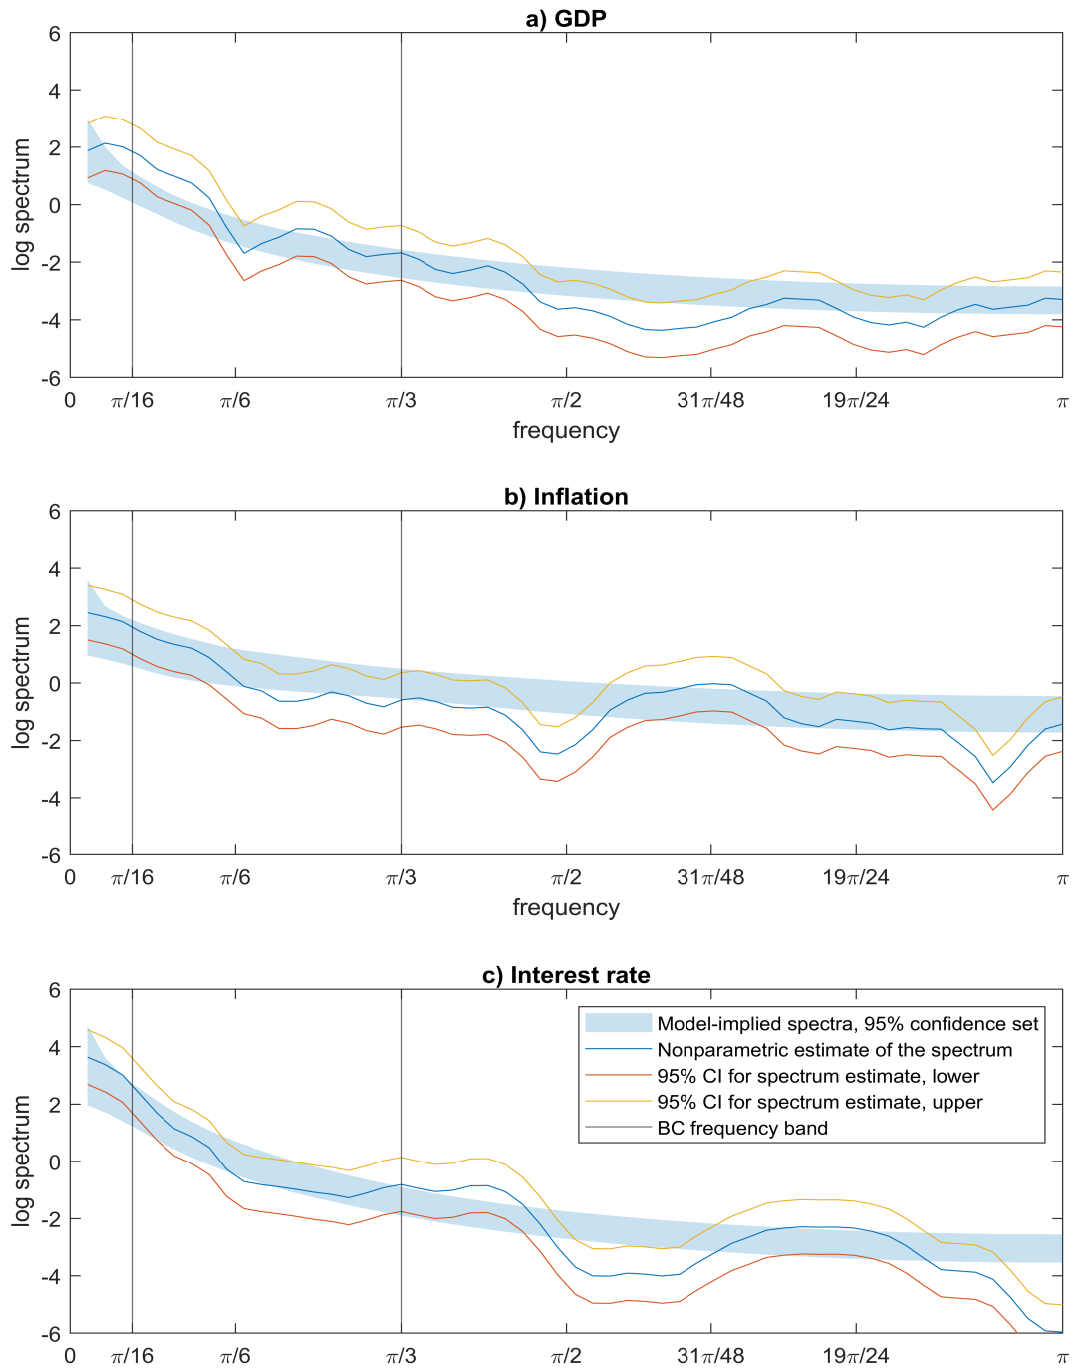 a) GDP
6
4
2
0
-2
-4
-6
log spectrum
0 π/16 π/6 π/3 π/2 31π/48 19π/24 π
frequency
b) Inflation
6
4
2
0
-2
-4
-6
log spectrum
0 π/16 π/6 π/3 π/2 31π/48 19π/24 π
frequency
c) Interest rate
6
4
2
0
-2
-4
-6
log spectrum
Model-implied spectra, 95% confidence set
Nonparametric estimate of the spectrum
95% CI for spectrum estimate, lower
95% CI for spectrum estimate, upper
BC frequency band
0 π/16 π/6 π/3 π/2 31π/48 19π/24 π